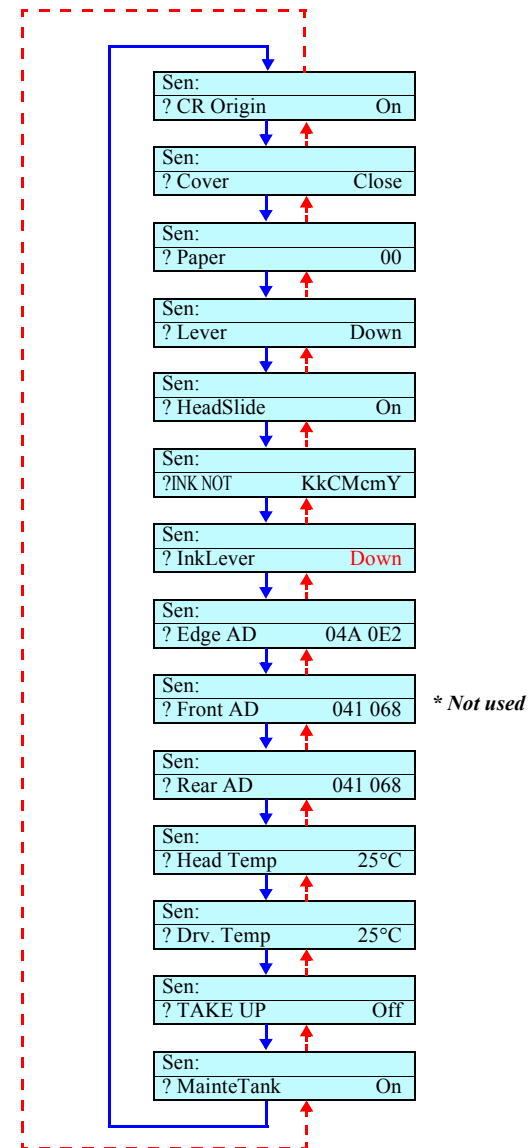 Sen:
? CR Origin On
Sen:
? Cover Close
Sen:
? Paper 00
Sen:
? Lever Down
Sen:
? HeadSlide On
Sen:
?INK NOT KkCMcmY
Sen:
? InkLever Down
Sen:
? Edge AD 04A 0E2
Sen:
? Front AD 041 068
* Not used
Sen:
? Rear AD 041 068
Sen:
? Head Temp 25°C
Sen:
? Drv. Temp 25°C
Sen:
? TAKE UP Off
Sen:
? MainteTank On